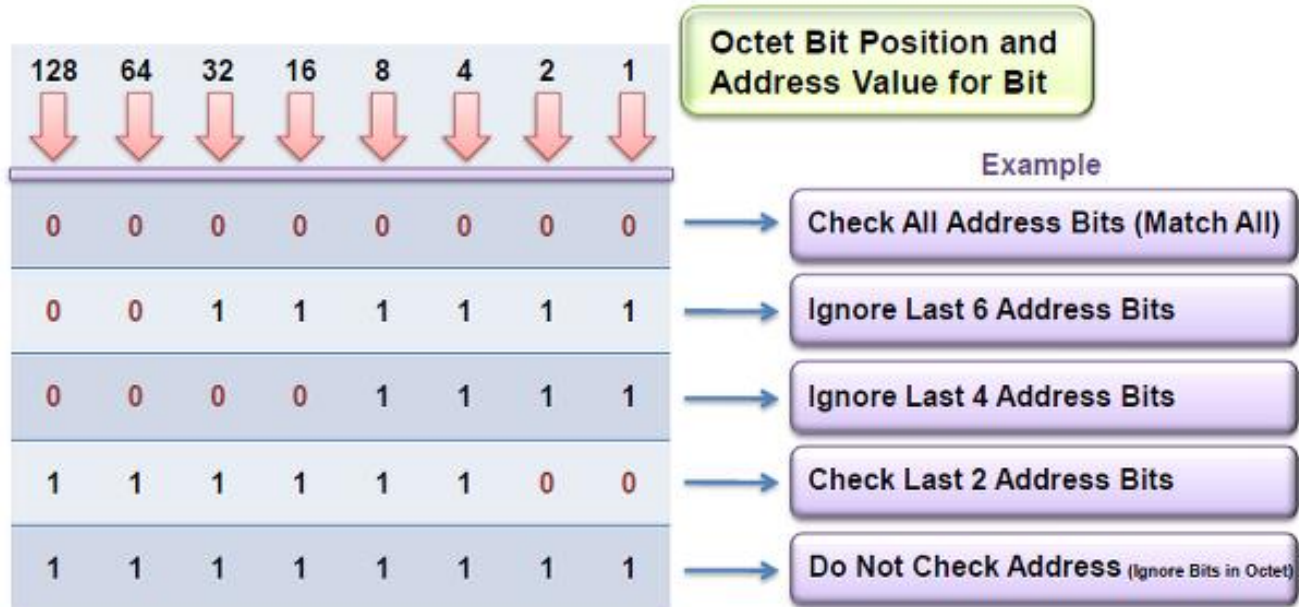 Octet Bit Position and
Address Value for Bit
128 64 32 16 8 4 2 1
Example
0 0 0 0 0 0 0 0 Check All Address Bits (Match All)
0 0 1 1 1 1 1 1 Ignore Last 6 Address Bits
0 0 0 0 1 1 1 1 Ignore Last 4 Address Bits
1 1 1 1 1 1 0 0 Check Last 2 Address Bits
1 1 1 1 1 1 1 1 Do Not Check Address (Ignore Bits in Octet)